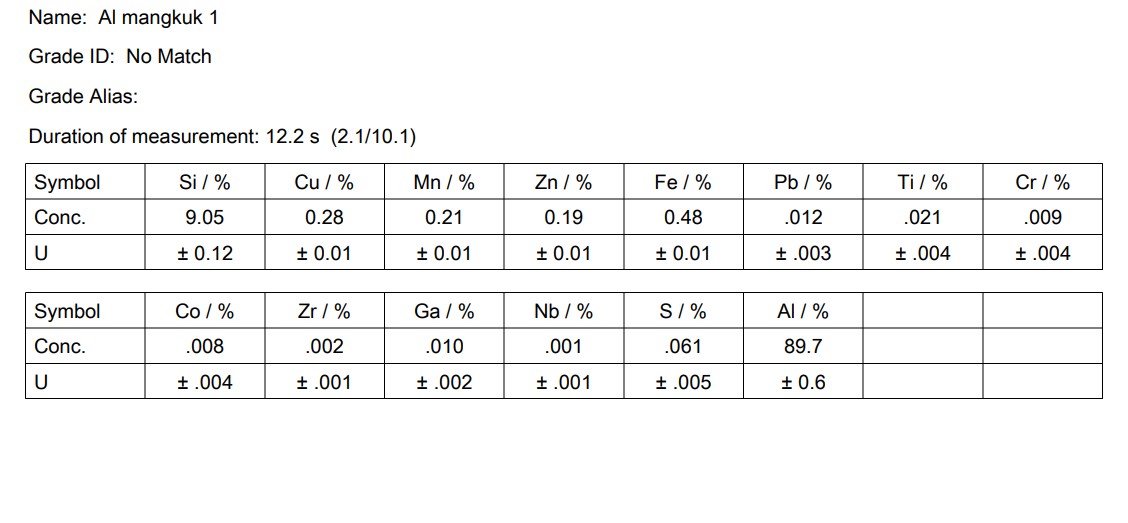 Name: Al mangkuk 1
Grade ID: No Match
Grade Alias:
Duration of measurement: 12.2 s (2.1/10.1)
Symbol Si / % Cu / % Mn / % Zn / % Fe / % Pb / % Ti / % Cr / %
Conc. 9.05 0.28 0.21 0.19 0.48 .012 .021 .009
U ± 0.12 ± 0.01 ± 0.01 ± 0.01 ± 0.01 ± .003 ± .004 ± .004
Symbol Co / % Zr / % Ga / % Nb / % S / % Al / %
Conc. .008 .002 .010 .001 .061 89.7
U ± .004 ± .001 ± .002 ± .001 ± .005 ± 0.6